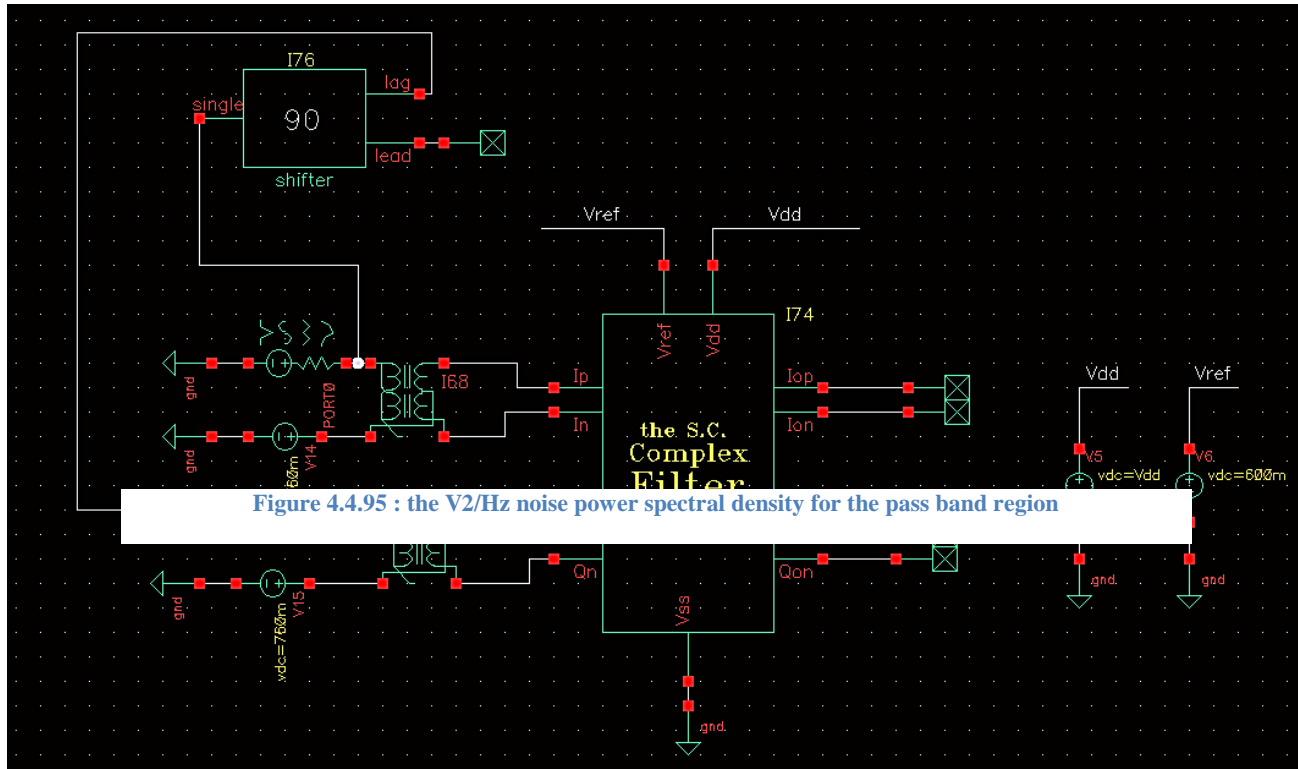 I76
lag
single
90
lead
shifter
Vref
Vdd
I74
Vref
Vdd
I68
PORT0
gnd
Ip
In
Iop
Ion
the S.C.
Complex
Filter
Vdd
Vref
V5
vdc=Vdd
V6
vdc=600m
gnd
V14
Figure 4.4.95 : the V2/Hz noise power spectral density for the pass band region
Qn
Qon
gnd
V15
vdc=760m
Vss
gnd
gnd
gnd